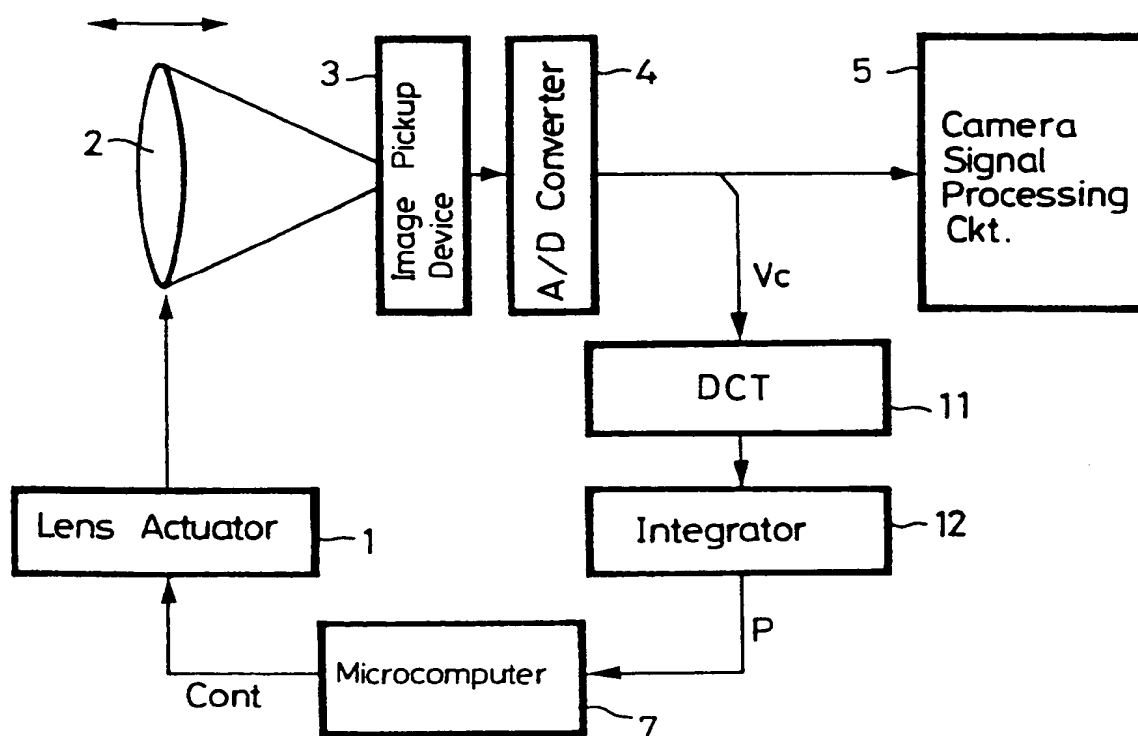 3
4
5
2
Image Pickup
Device
A/D Converter
Camera
Signal
Processing
Ckt.
Vc
DCT
11
Lens Actuator
1
Integrator
12
P
Microcomputer
Cont
7